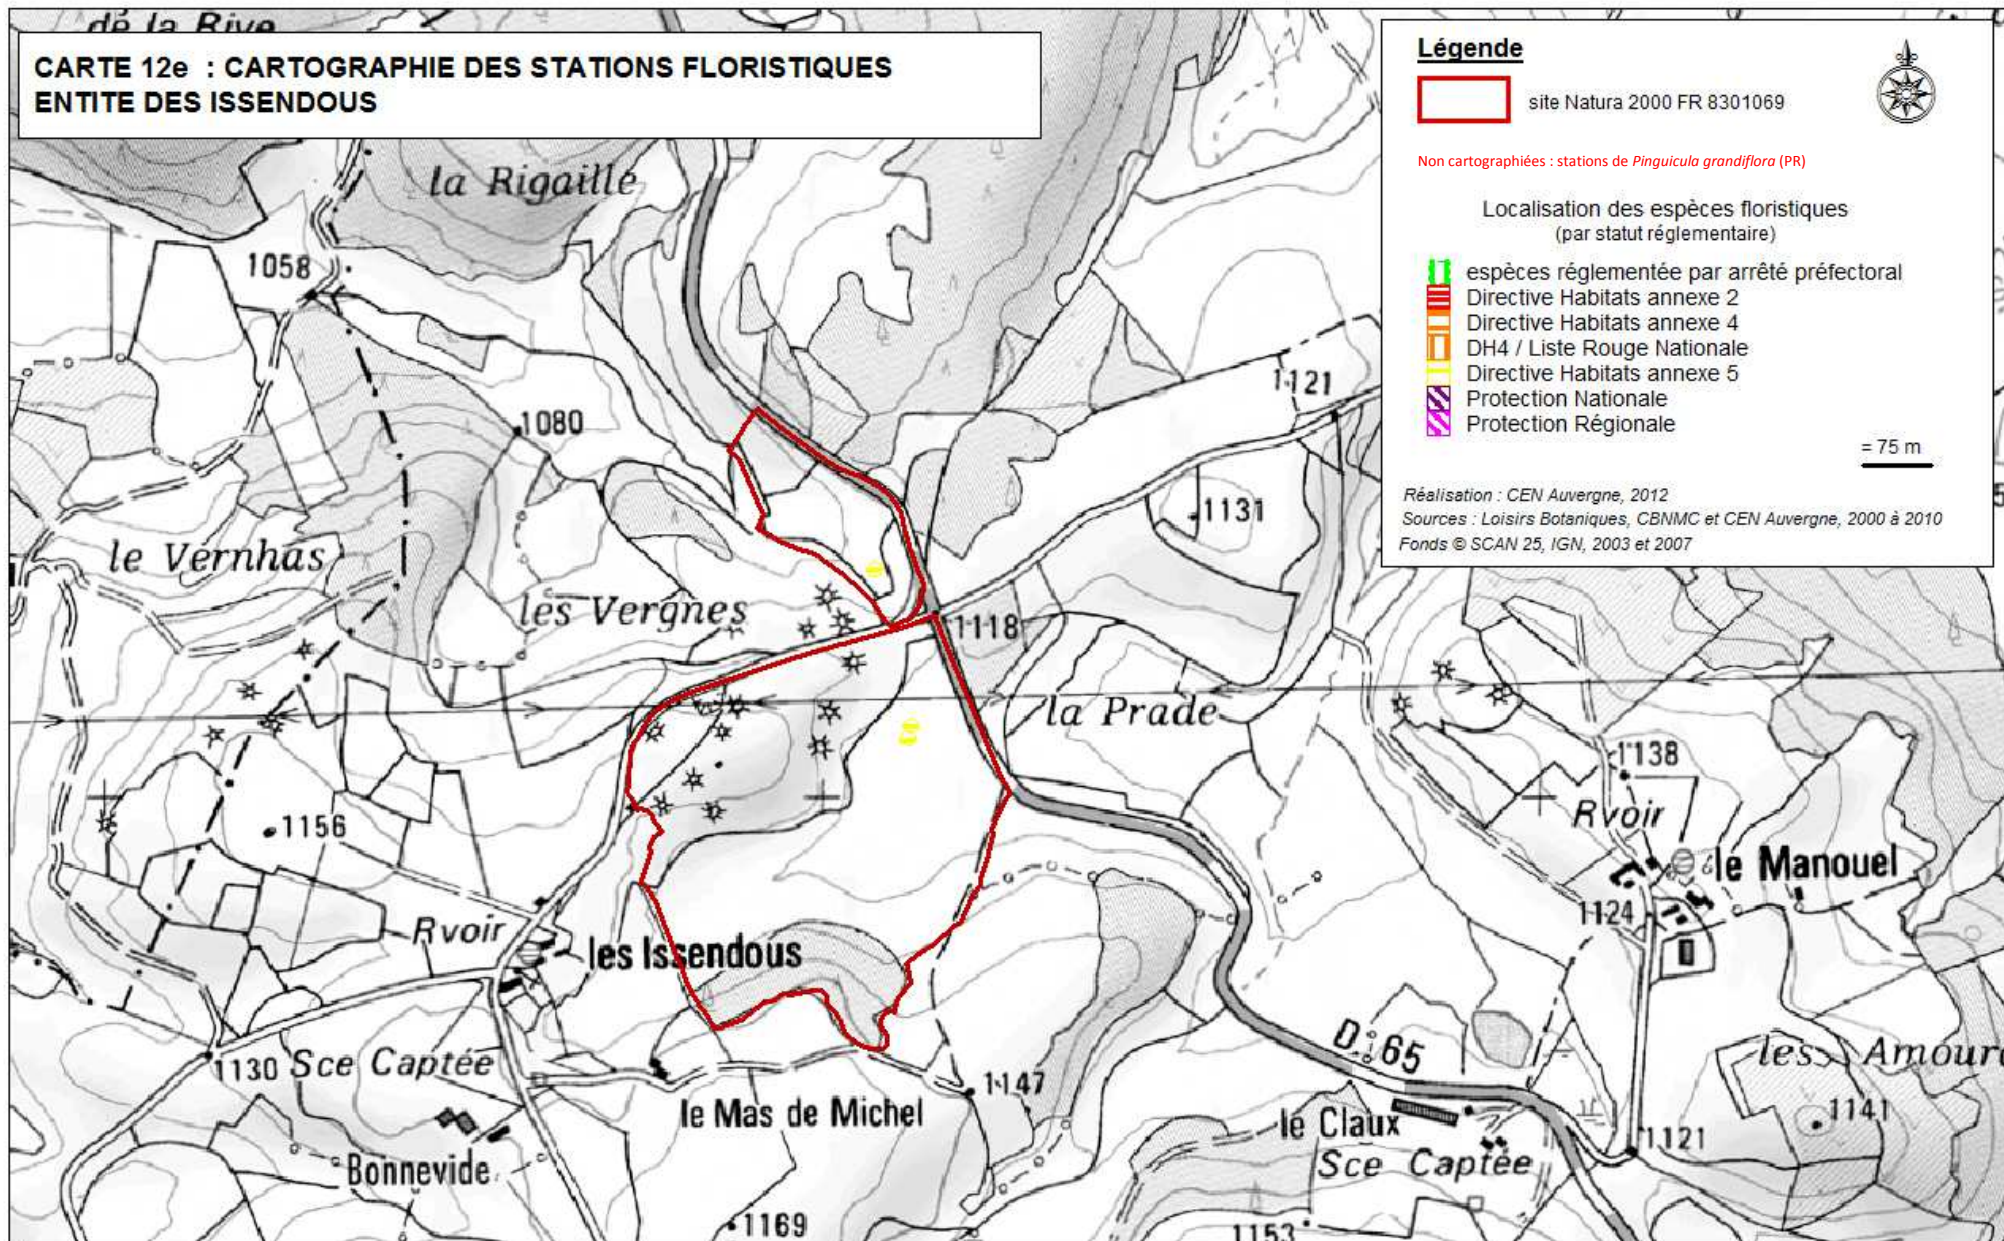 de la Rive
CARTE 12e : CARTOGRAPHIE DES STATIONS FLORISTIQUES
ENTITE DES ISSENDOUS
Légende
site Natura 2000 FR 8301069
Non cartographiées : stations de Pinguicula grandiflora (PR)
Localisation des espèces floristiques
(par statut réglementaire)
espèces réglementée par arrêté préfectoral
Directive Habitats annexe 2
Directive Habitats annexe 4
DH4 / Liste Rouge Nationale
Directive Habitats annexe 5
Protection Nationale
Protection Régionale
= 75 m
Réalisation : CEN Auvergne, 2012
Sources : Loisirs Botaniques, CBNMC et CEN Auvergne, 2000 à 2010
Fonds © SCAN 25, IGN, 2003 et 2007
la Rigaille
1058
1080
1121
1131
le Vernhas
les Vergnes
1118
la Prade
1138
Rvoir
le Manouel
1156
1124
Rvoir
les Issendous
D 65
les Amour
1130
Sce Captée
1147
le Mas de Michel
1141
le Claux
1121
Sce Captée
Bonnevide
1169
1153